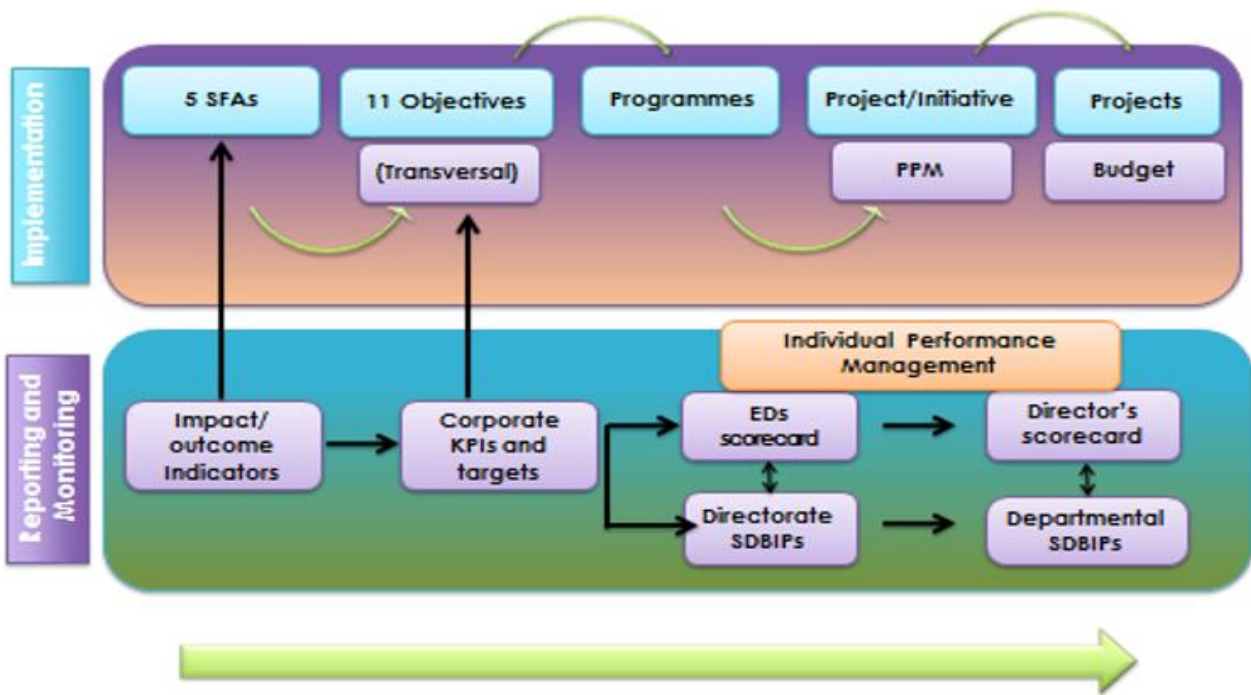 Implementation
5 SFAs
11 Objectives
(Transversal)
Programmes
Project/Initiative
PPM
Projects
Budget
Reporting and
Monitoring
Individual Performance
Management
Impact/
outcome
Indicators
Corporate
KPIs and
targets
EDs
scorecard
Director's
scorecard
Directorate
SDBIPs
Departmental
SDBIPs